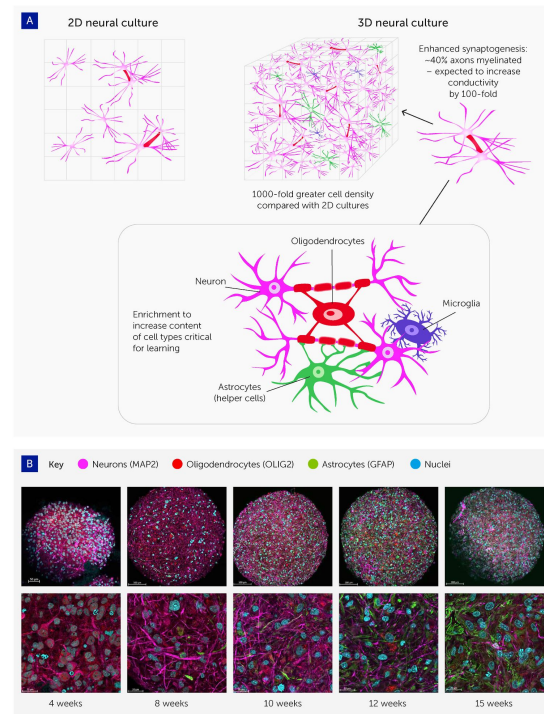 A
2D neural culture
3D neural culture
Enhanced synaptogenesis:
–40% axons myelinated
– expected to increase
conductivity
by 100-fold
1000-fold greater cell density
compared with 2D cultures
Oligodendrocytes
Neuron
Microglia
Enrichment to
increase content
of cell types critical
for learning
Astrocytes
(helper cells)
B Key Neurons (MAP2) Oligodendrocytes (OLIG2) Astrocytes (GFAP) Nuclei
4 weeks 8 weeks 10 weeks 12 weeks 15 weeks